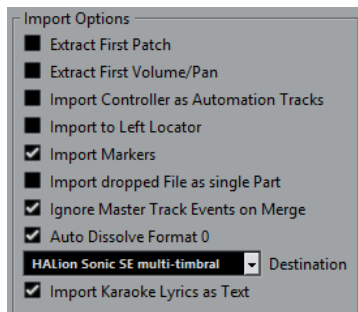 Import Options
Extract First Patch
Extract First Volume/Pan
Import Controller as Automation Tracks
Import to Left Locator
Import Markers
Import dropped File as single Part
Ignore Master Track Events on Merge
Auto Dissolve Format 0
HALion Sonic SE multi-timbral Destination
Import Karaoke Lyrics as Text